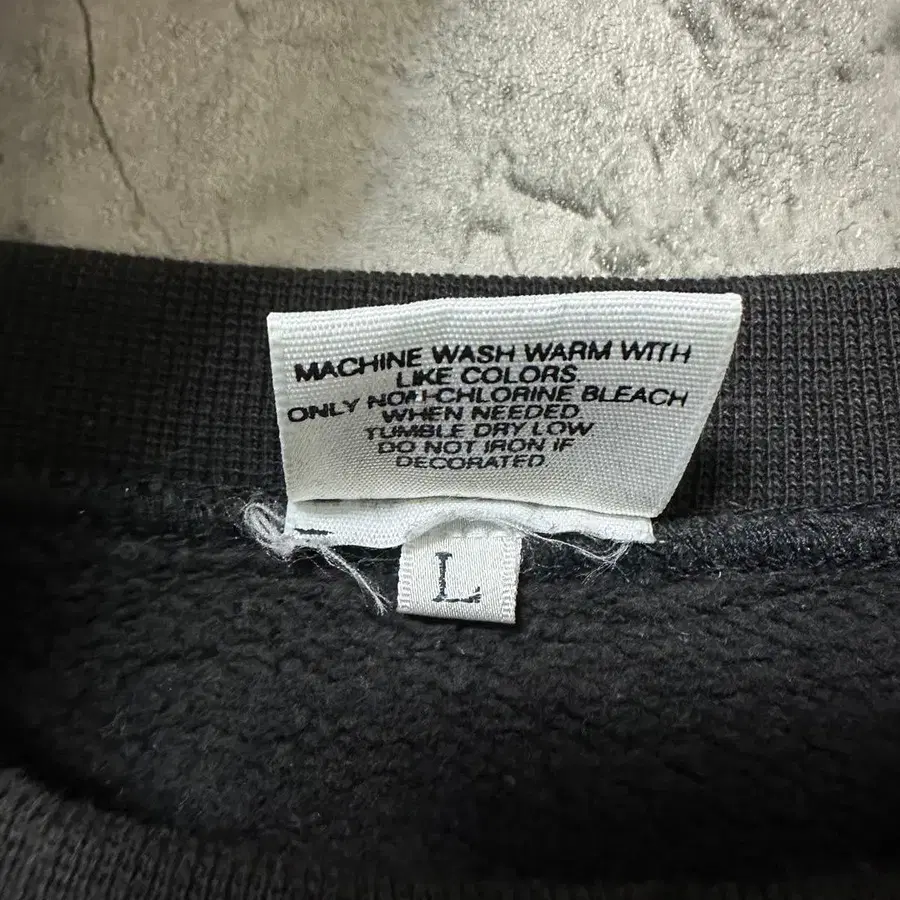 MACHINE WASH WARM WITH
LIKE COLORS.
ONLY NON-CHLORINE BLEACH
WHEN NEEDED.
TUMBLE DRY LOW.
DO NOT IRON IF
DECORATED.
L